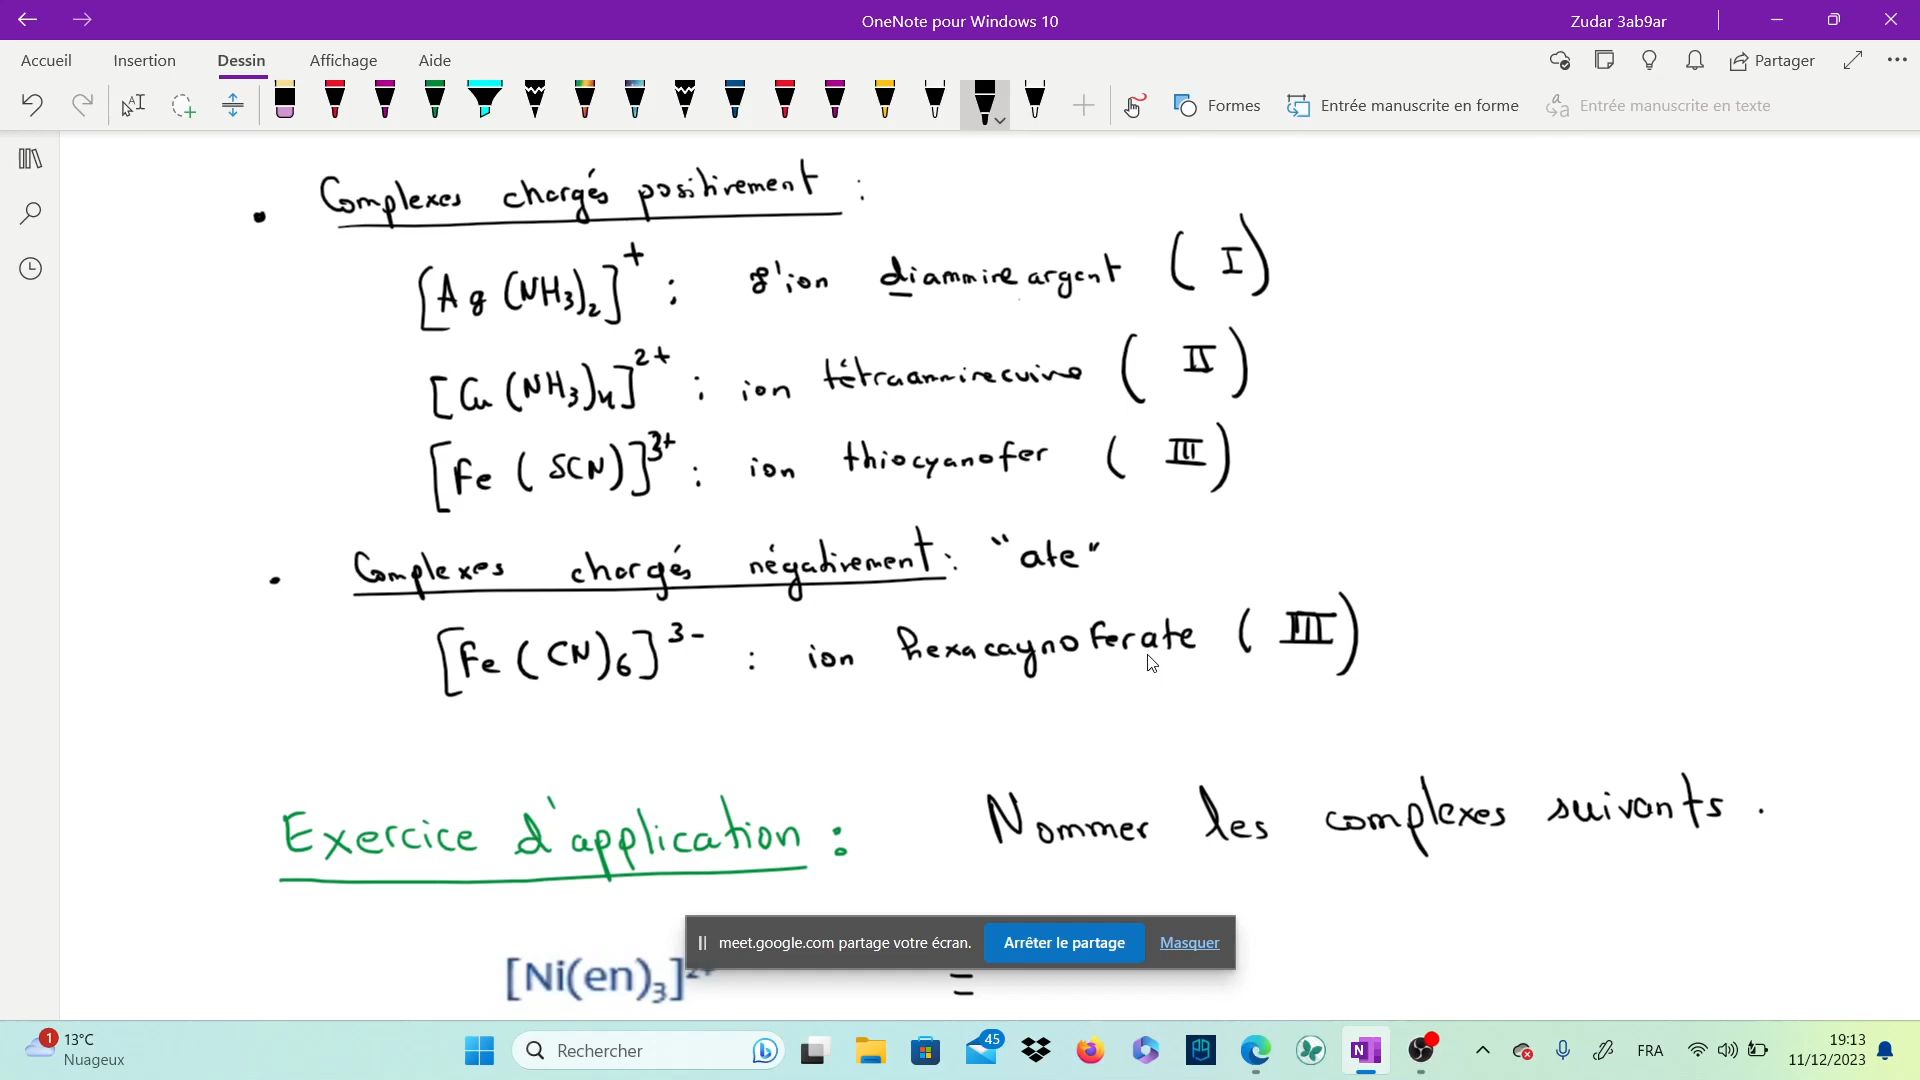 OneNote pour Windows 10
Zudar 3ab9ar
Accueil Insertion Dessin Affichage Aide
Partager
Formes Entrée manuscrite en forme Entrée manuscrite en texte
• Complexes chargés positivement :
[Ag (NH3)2]+ : l'ion diammineargent ( I )
[Cu (NH3)4]2+ : ion tétraamminecuivre ( II )
[Fe ( SCN)]3+ : ion thiocyanofer ( III )
• Complexes chargés négativement : "ate"
[Fe ( CN)6]3- : ion hexacaynoferate ( III )
Exercice d'application : Nommer les complexes suivants .
meet.google.com partage votre écran. Arrêter le partage Masquer
[Ni(en)3]2+ =
1 13°C
Nuageux
Rechercher
45
FRA
19:13
11/12/2023